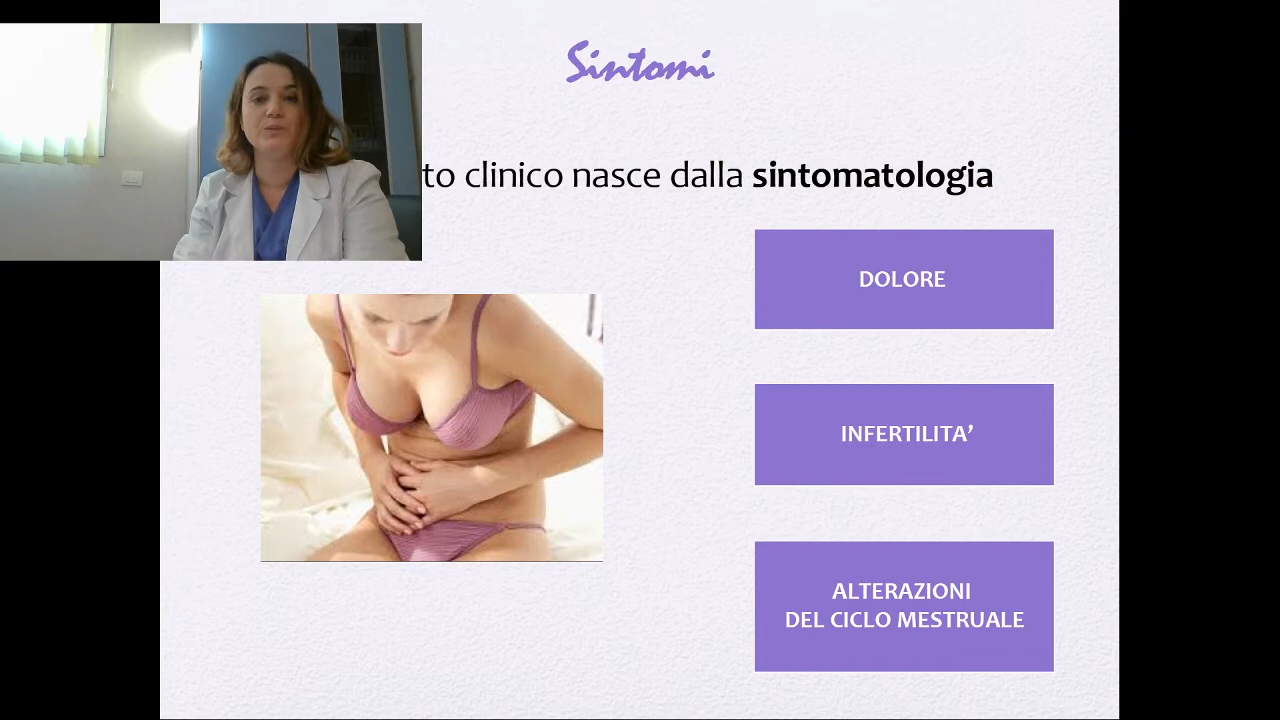 Sintomi
to clinico nasce dalla sintomatologia
DOLORE
INFERTILITA’
ALTERAZIONI
DEL CICLO MESTRUALE